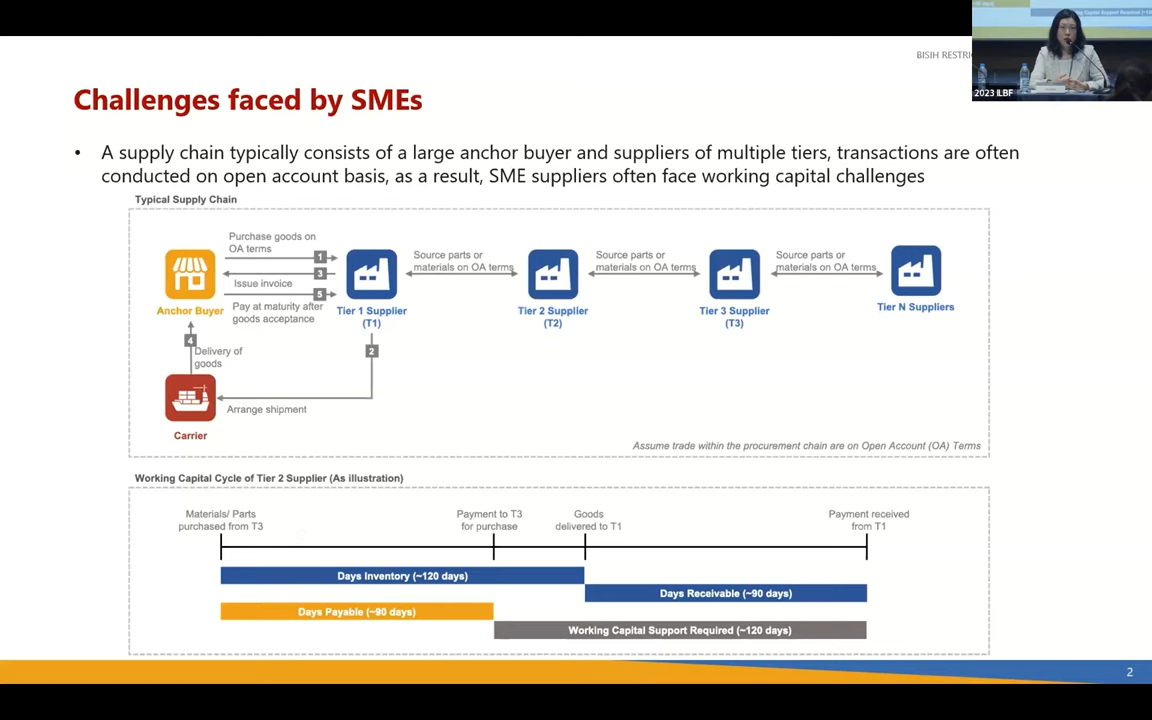 BISIH RESTRIC
Challenges faced by SMEs
• A supply chain typically consists of a large anchor buyer and suppliers of multiple tiers, transactions are often
conducted on open account basis, as a result, SME suppliers often face working capital challenges
Typical Supply Chain
Purchase goods on
OA terms
1
3
Issue invoice
5
Pay at maturity after
goods acceptance
Source parts or
materials on OA terms
Source parts or
materials on OA terms
Source parts or
materials on OA terms
Anchor Buyer
Tier 1 Supplier
(T1)
Tier 2 Supplier
(T2)
Tier 3 Supplier
(T3)
Tier N Suppliers
4
Delivery of
goods
2
Arrange shipment
Carrier
Assume trade within the procurement chain are on Open Account (OA) Terms
Working Capital Cycle of Tier 2 Supplier (As illustration)
Materials/ Parts
purchased from T3
Payment to T3
for purchase
Goods
delivered to T1
Payment received
from T1
Days Inventory (~120 days)
Days Receivable (~90 days)
Days Payable (~90 days)
Working Capital Support Required (~120 days)
2
2023 ILBF